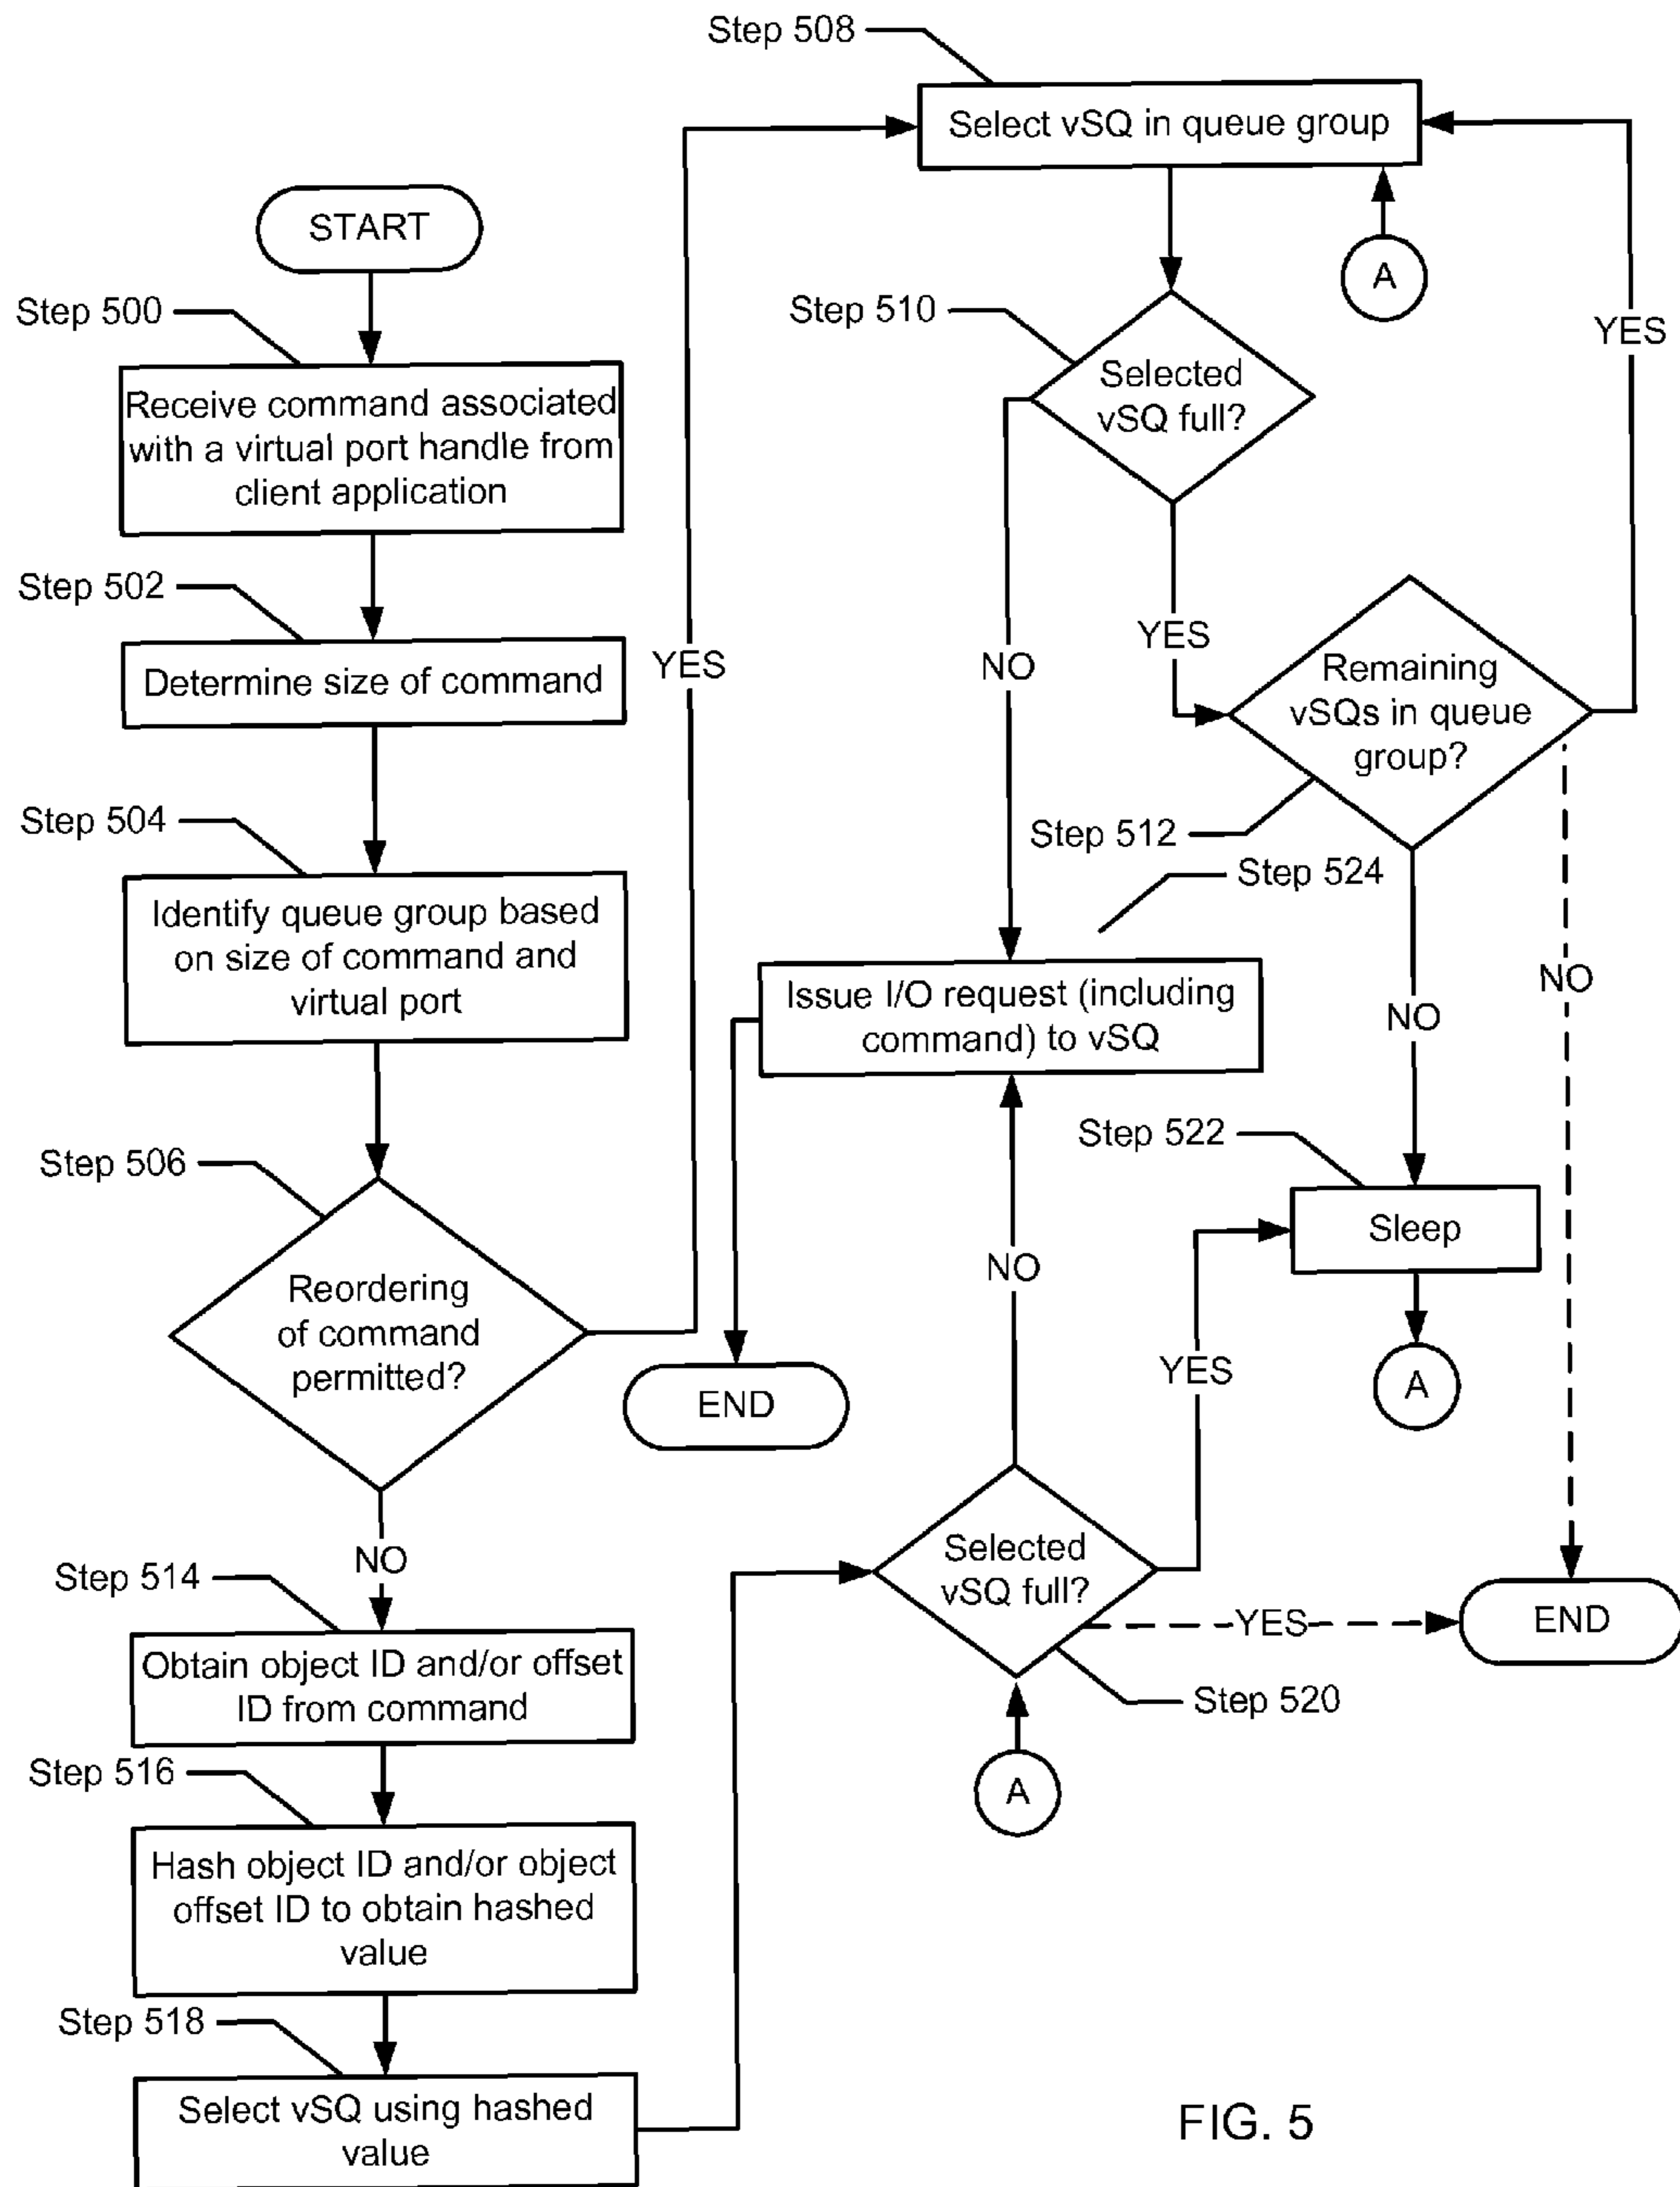 START
Step 500
Receive command associated
with a virtual port handle from
client application
Step 502
Determine size of command
Step 504
Identify queue group based
on size of command and
virtual port
Step 506
Reordering
of command
permitted?
YES
NO
Step 514
Obtain object ID and/or offset
ID from command
Step 516
Hash object ID and/or object
offset ID to obtain hashed
value
Step 518
Select vSQ using hashed
value
Step 508
Select vSQ in queue group
A
Step 510
Selected
vSQ full?
NO
YES
Remaining
vSQs in queue
group?
YES
Step 512
NO
NO
Step 524
Issue I/O request (including
command) to vSQ
END
Step 522
Sleep
A
NO
YES
Selected
vSQ full?
YES
END
Step 520
A
FIG. 5